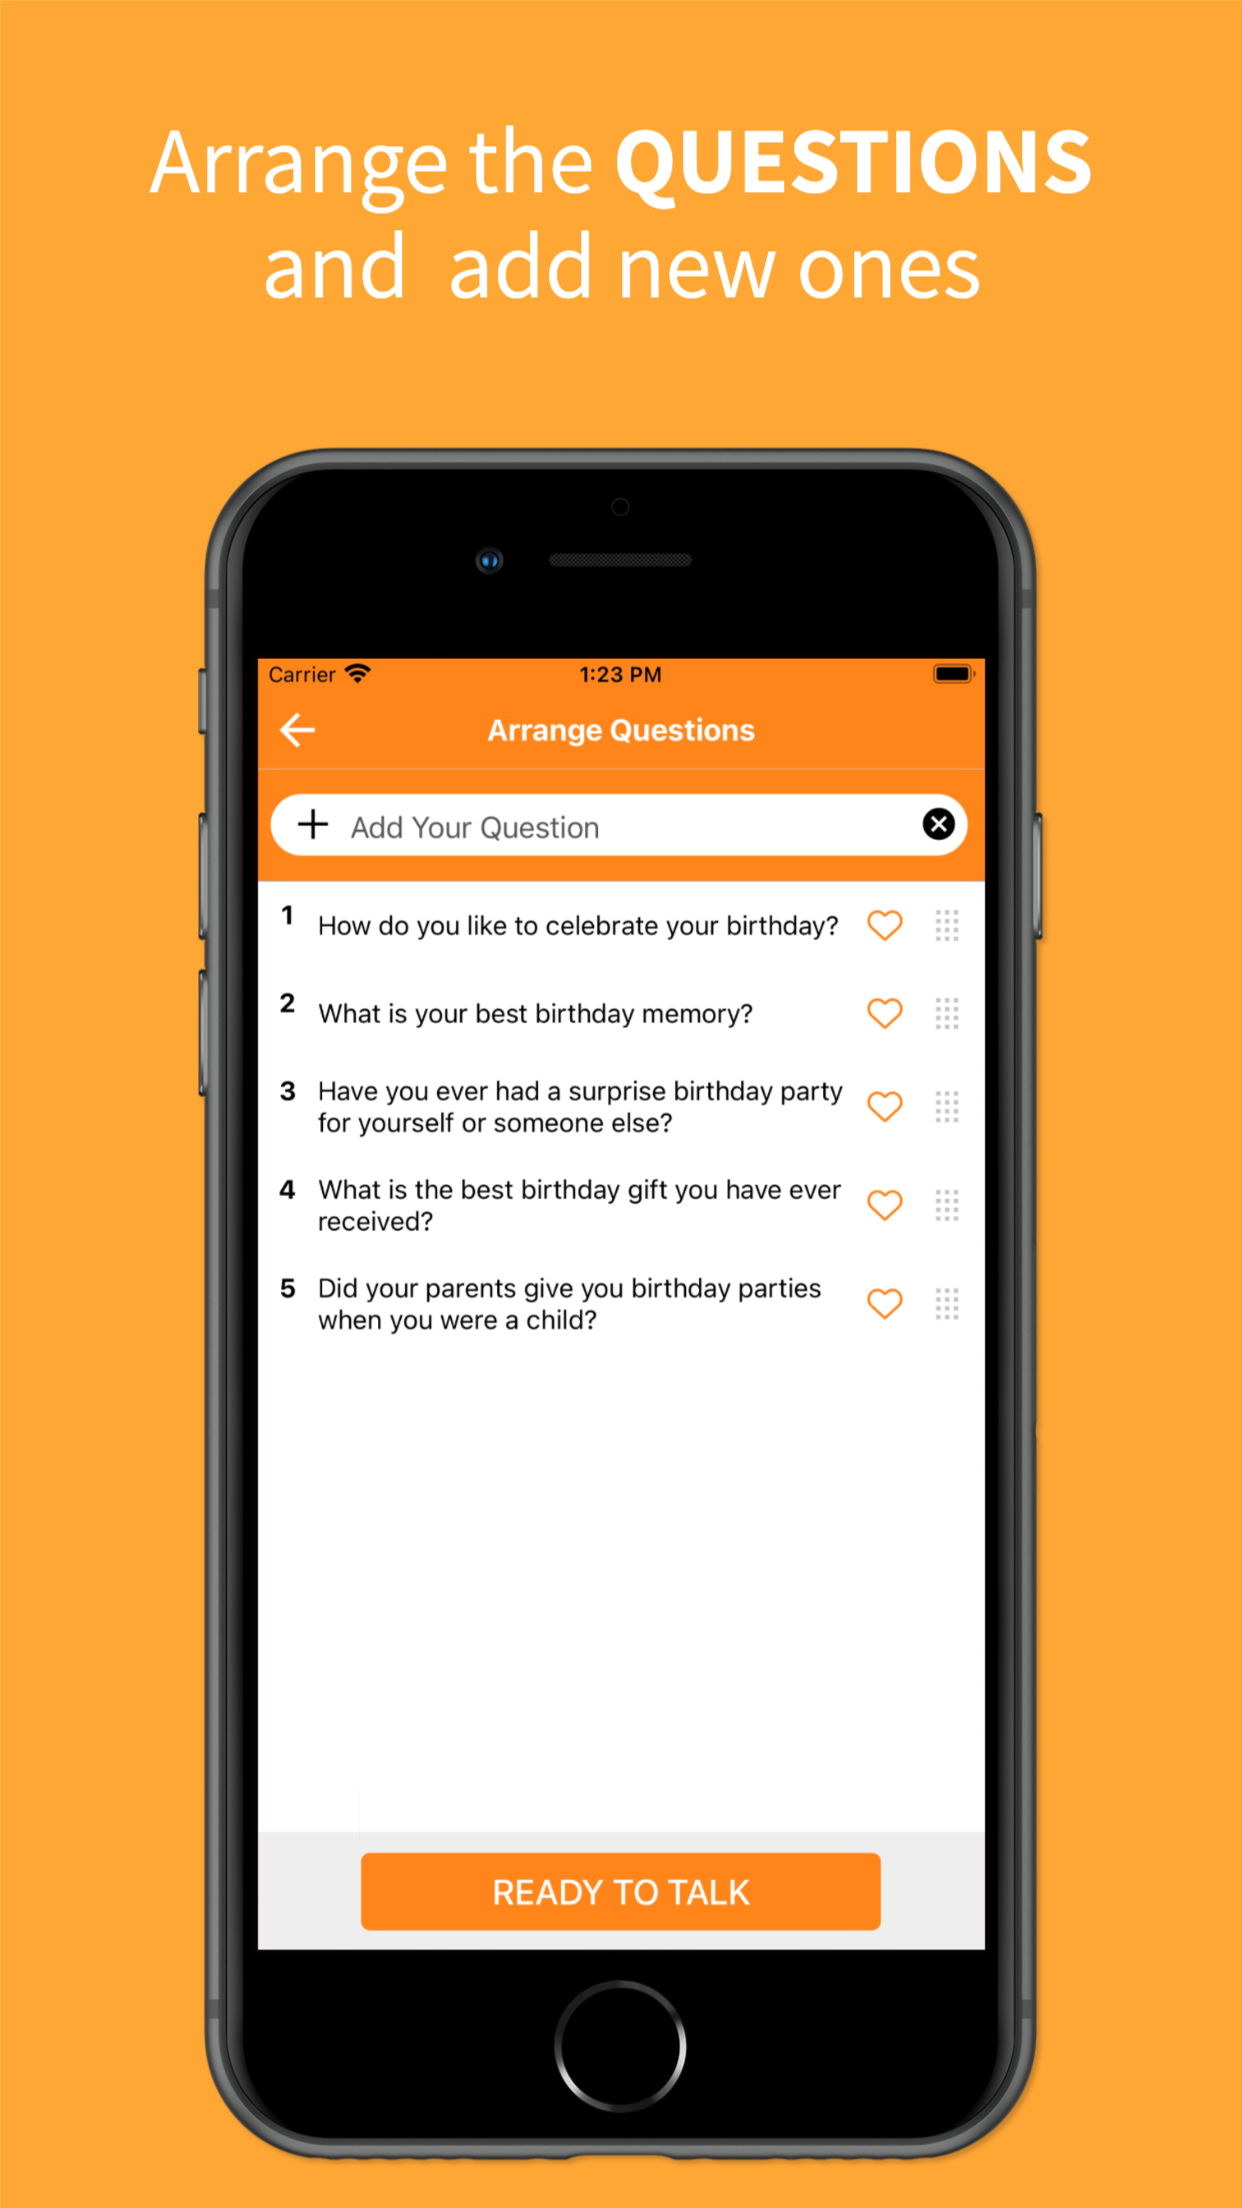 Arrange the QUESTIONS
and  add new ones
Carrier
1:23 PM
Arrange Questions
Add Your Question
1 How do you like to celebrate your birthday?
2 What is your best birthday memory?
3 Have you ever had a surprise birthday party
for yourself or someone else?
4 What is the best birthday gift you have ever
received?
5 Did your parents give you birthday parties
when you were a child?
READY TO TALK